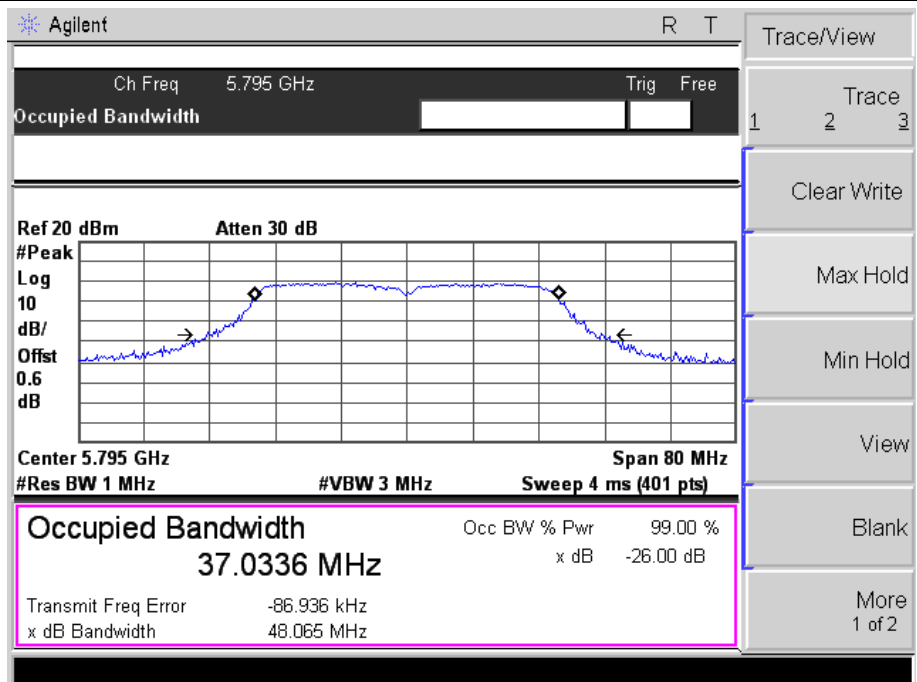 Agilent R T
Ch Freq 5.795 GHz Trig Free
Occupied Bandwidth
Ref 20 dBm Atten 30 dB
#Peak
Log
10
dB/
Offst
0.6
dB
Center 5.795 GHz Span 80 MHz
#Res BW 1 MHz #VBW 3 MHz Sweep 4 ms (401 pts)
Occupied Bandwidth Occ BW % Pwr 99.00 %
37.0336 MHz x dB -26.00 dB
Transmit Freq Error -86.936 kHz
x dB Bandwidth 48.065 MHz
Trace/View
Trace
1 2 3
Clear Write
Max Hold
Min Hold
View
Blank
More
1 of 2